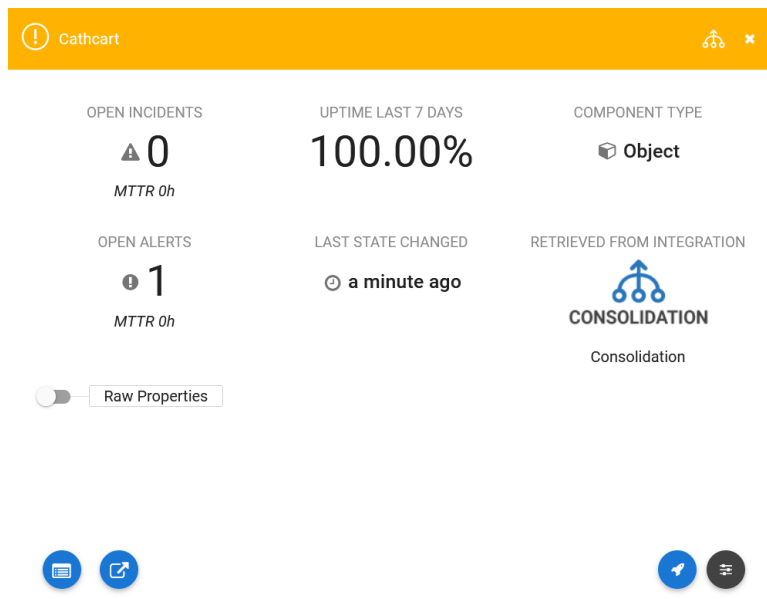 Cathcart
OPEN INCIDENTS
0
MTTR 0h
UPTIME LAST 7 DAYS
100.00%
COMPONENT TYPE
Object
OPEN ALERTS
1
MTTR 0h
LAST STATE CHANGED
a minute ago
RETRIEVED FROM INTEGRATION
CONSOLIDATION
Consolidation
Raw Properties